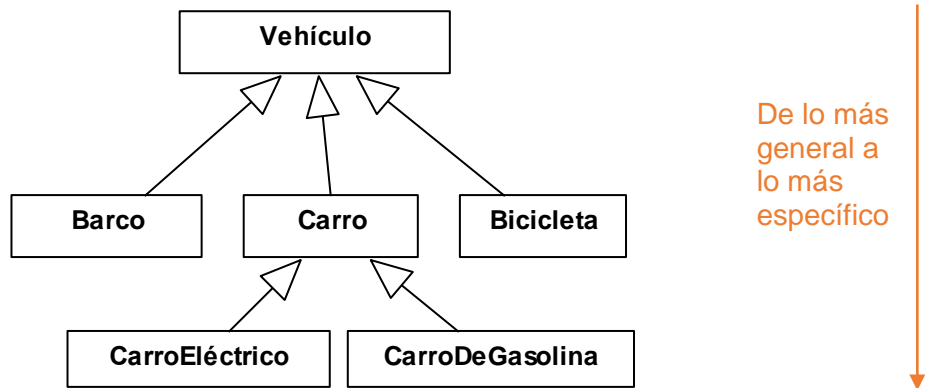 Vehículo
De lo más
general a
lo más
específico
Barco
Carro
Bicicleta
CarroEléctrico
CarroDeGasolina